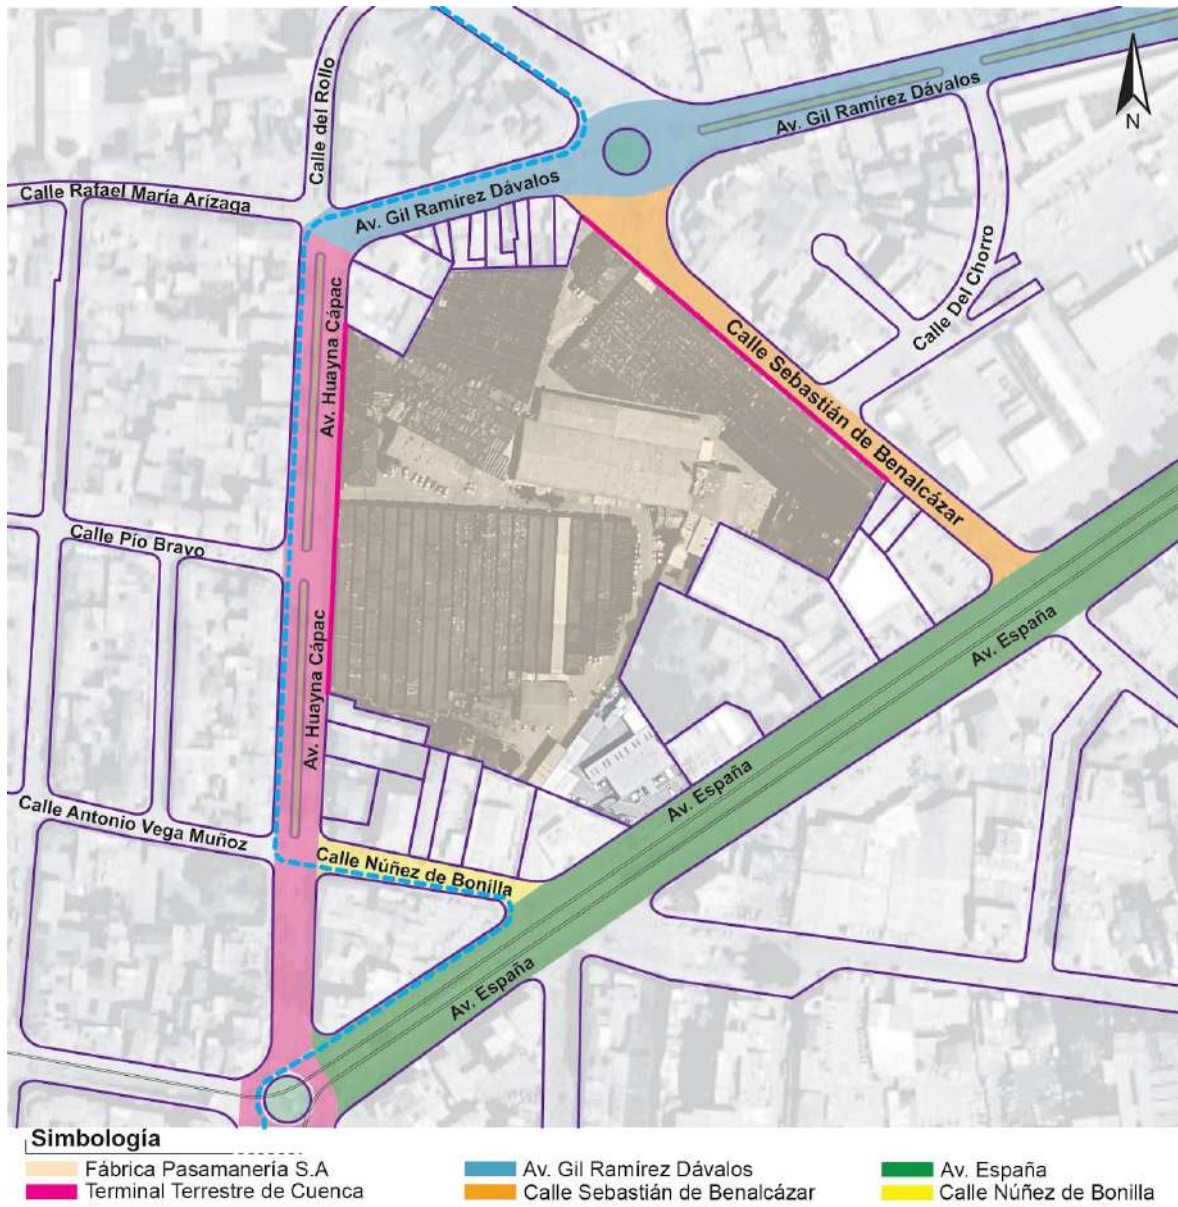 Av. Gil Ramírez Dávalos
N
Calle del Rollo
Calle Rafael María Arízaga
Av. Gil Ramírez Dávalos
Calle Del Chorro
Av. Huayna Cápac
Calle Sebastián de Benalcázar
Calle Pío Bravo
Av. Huayna Cápac
Av. España
Av. España
Calle Antonio Vega Muñoz
Calle Núñez de Bonilla
Av. España
Simbología
Fábrica Pasamanería S.A
Av. Gil Ramírez Dávalos
Av. España
Terminal Terrestre de Cuenca
Calle Sebastián de Benalcázar
Calle Núñez de Bonilla